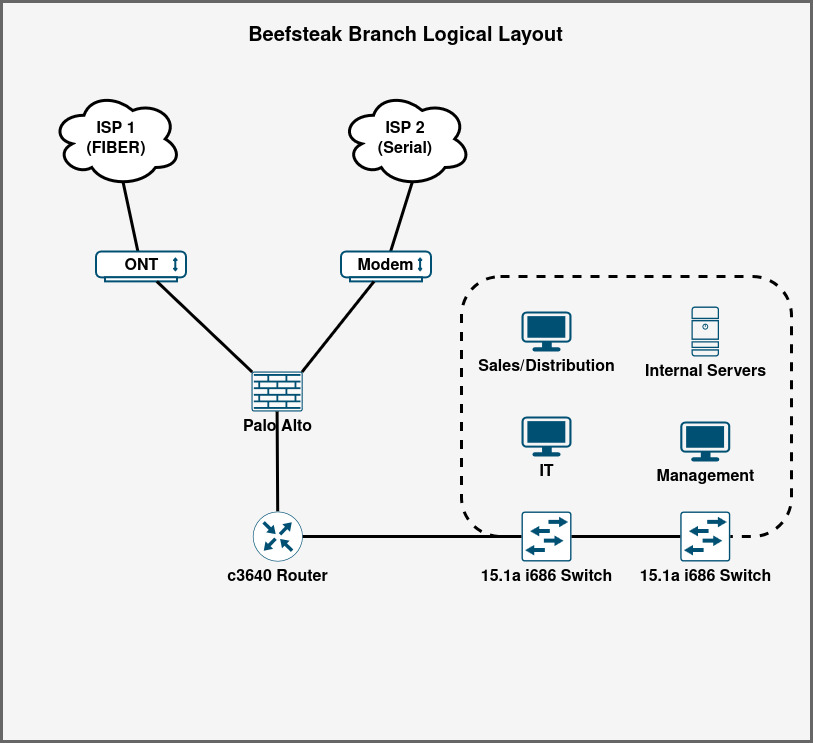 Beefsteak Branch Logical Layout
ISP 1
(FIBER)
ISP 2
(Serial)
ONT
Modem
Sales/Distribution
Internal Servers
Palo Alto
IT
Management
c3640 Router
15.1a i686 Switch
15.1a i686 Switch